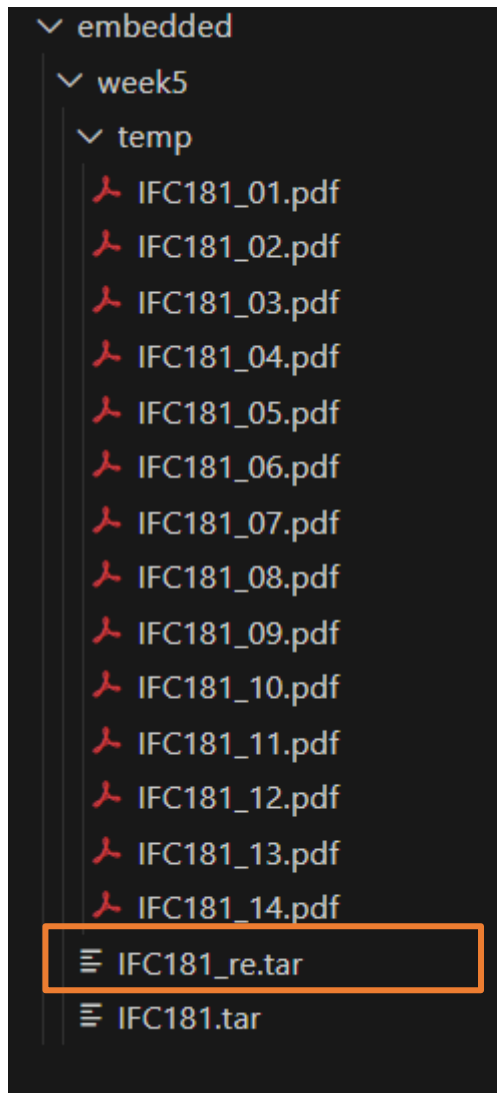 embedded
week5
temp
IFC181_01.pdf
IFC181_02.pdf
IFC181_03.pdf
IFC181_04.pdf
IFC181_05.pdf
IFC181_06.pdf
IFC181_07.pdf
IFC181_08.pdf
IFC181_09.pdf
IFC181_10.pdf
IFC181_11.pdf
IFC181_12.pdf
IFC181_13.pdf
IFC181_14.pdf
IFC181_re.tar
IFC181.tar